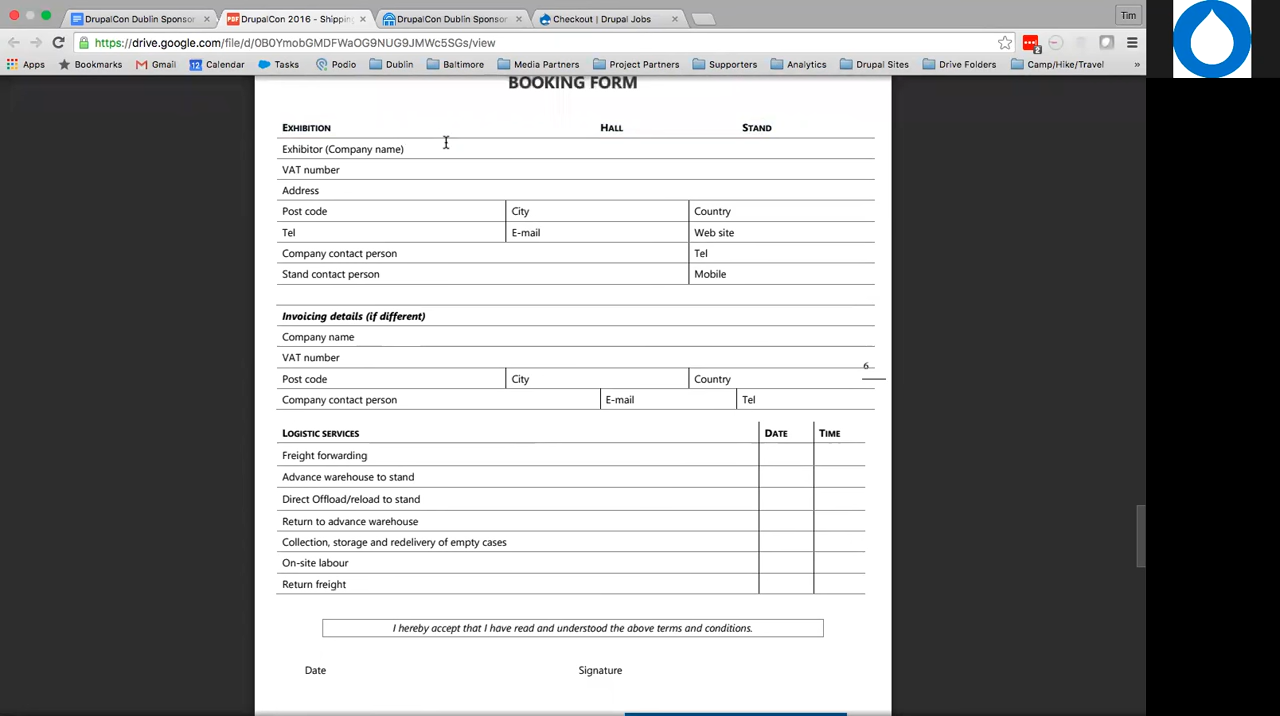 DrupalCon Dublin Sponsor
DrupalCon 2016 - Shipping
DrupalCon Dublin Sponsor
Checkout | Drupal Jobs
Tim
https://drive.google.com/file/d/0B0YmobGMDFWaOG9NUG9JMWc5SGs/view
2
Apps Bookmarks Gmail 12 Calendar Tasks Podio Dublin Baltimore Media Partners Project Partners Supporters Analytics Drupal Sites Drive Folders Camp/Hike/Travel »
BOOKING FORM
EXHIBITION HALL STAND
Exhibitor (Company name)
VAT number
Address
Post code City Country
Tel E-mail Web site
Company contact person Tel
Stand contact person Mobile
Invoicing details (if different)
Company name
VAT number
6
Post code City Country
Company contact person E-mail Tel
LOGISTIC SERVICES DATE TIME
Freight forwarding
Advance warehouse to stand
Direct Offload/reload to stand
Return to advance warehouse
Collection, storage and redelivery of empty cases
On-site labour
Return freight
I hereby accept that I have read and understood the above terms and conditions.
Date Signature